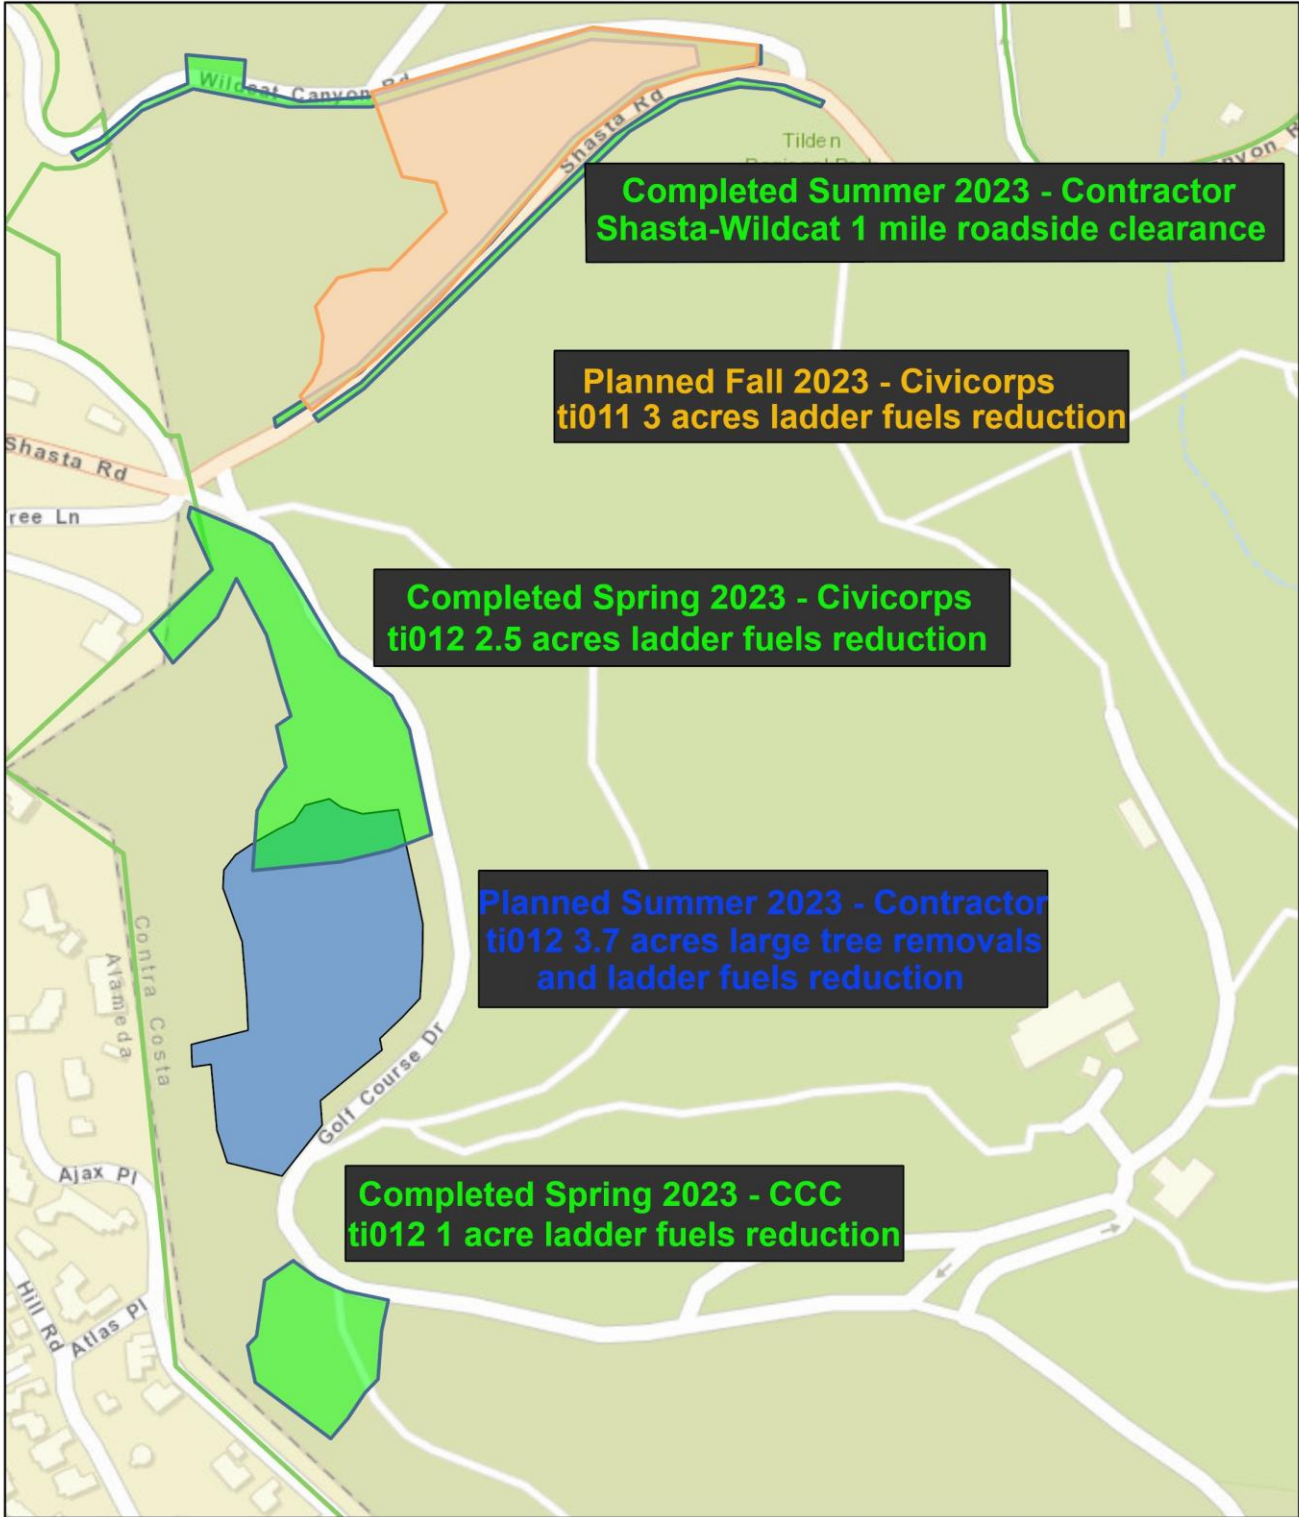 Wildcat Canyon Rd
Shasta Rd
Tilden
Completed Summer 2023 - Contractor
Shasta-Wildcat 1 mile roadside clearance
Planned Fall 2023 - Civicorps
ti011 3 acres ladder fuels reduction
Shasta Rd
ree Ln
Completed Spring 2023 - Civicorps
ti012 2.5 acres ladder fuels reduction
Planned Summer 2023 - Contractor
ti012 3.7 acres large tree removals
and ladder fuels reduction
Contra Costa
Alameda
Golf Course Dr
Ajax Pl
Completed Spring 2023 - CCC
ti012 1 acre ladder fuels reduction
Hill Rd
Atlas Pl